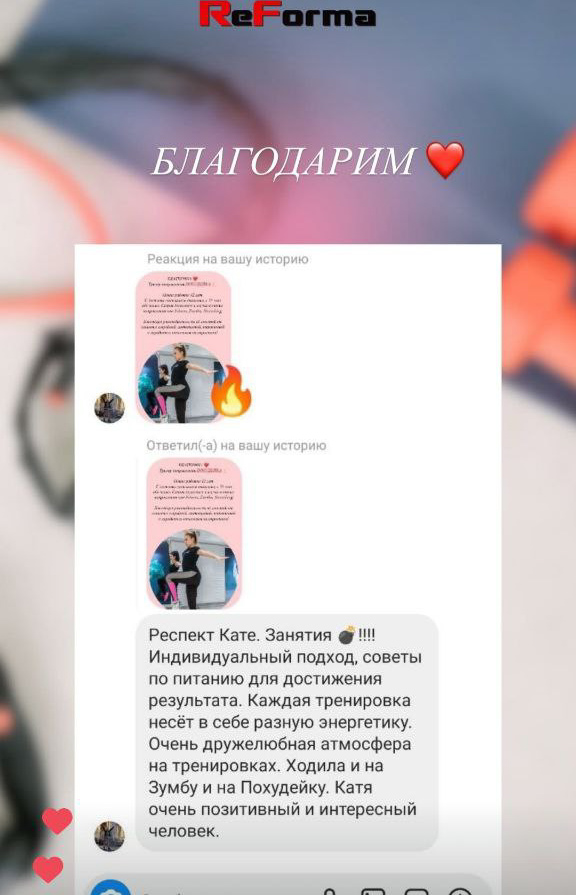 ReForma
БЛАГОДАРИМ ❤️
Реакция на вашу историю
🔥
Ответил(-а) на вашу историю
Респект Кате. Занятия 💣!!!!
Индивидуальный подход, советы
по питанию для достижения
результата. Каждая тренировка
несёт в себе разную энергетику.
Очень дружелюбная атмосфера
на тренировках. Ходила и на
Зумбу и на Похудейку. Катя
очень позитивный и интересный
человек.